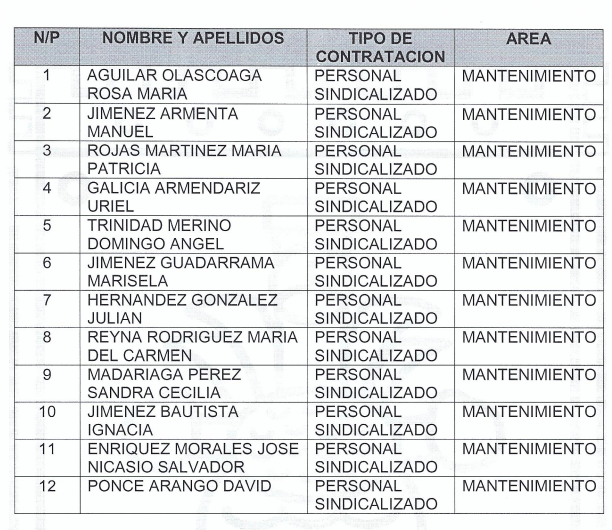 N/P NOMBRE Y APELLIDOS TIPO DE CONTRATACION AREA
1 AGUILAR OLASCOAGA ROSA MARIA PERSONAL SINDICALIZADO MANTENIMIENTO
2 JIMENEZ ARMENTA MANUEL PERSONAL SINDICALIZADO MANTENIMIENTO
3 ROJAS MARTINEZ MARIA PATRICIA PERSONAL SINDICALIZADO MANTENIMIENTO
4 GALICIA ARMENDARIZ URIEL PERSONAL SINDICALIZADO MANTENIMIENTO
5 TRINIDAD MERINO DOMINGO ANGEL PERSONAL SINDICALIZADO MANTENIMIENTO
6 JIMENEZ GUADARRAMA MARISELA PERSONAL SINDICALIZADO MANTENIMIENTO
7 HERNANDEZ GONZALEZ JULIAN PERSONAL SINDICALIZADO MANTENIMIENTO
8 REYNA RODRIGUEZ MARIA DEL CARMEN PERSONAL SINDICALIZADO MANTENIMIENTO
9 MADARIAGA PEREZ SANDRA CECILIA PERSONAL SINDICALIZADO MANTENIMIENTO
10 JIMENEZ BAUTISTA IGNACIA PERSONAL SINDICALIZADO MANTENIMIENTO
11 ENRIQUEZ MORALES JOSE NICASIO SALVADOR PERSONAL SINDICALIZADO MANTENIMIENTO
12 PONCE ARANGO DAVID PERSONAL SINDICALIZADO MANTENIMIENTO